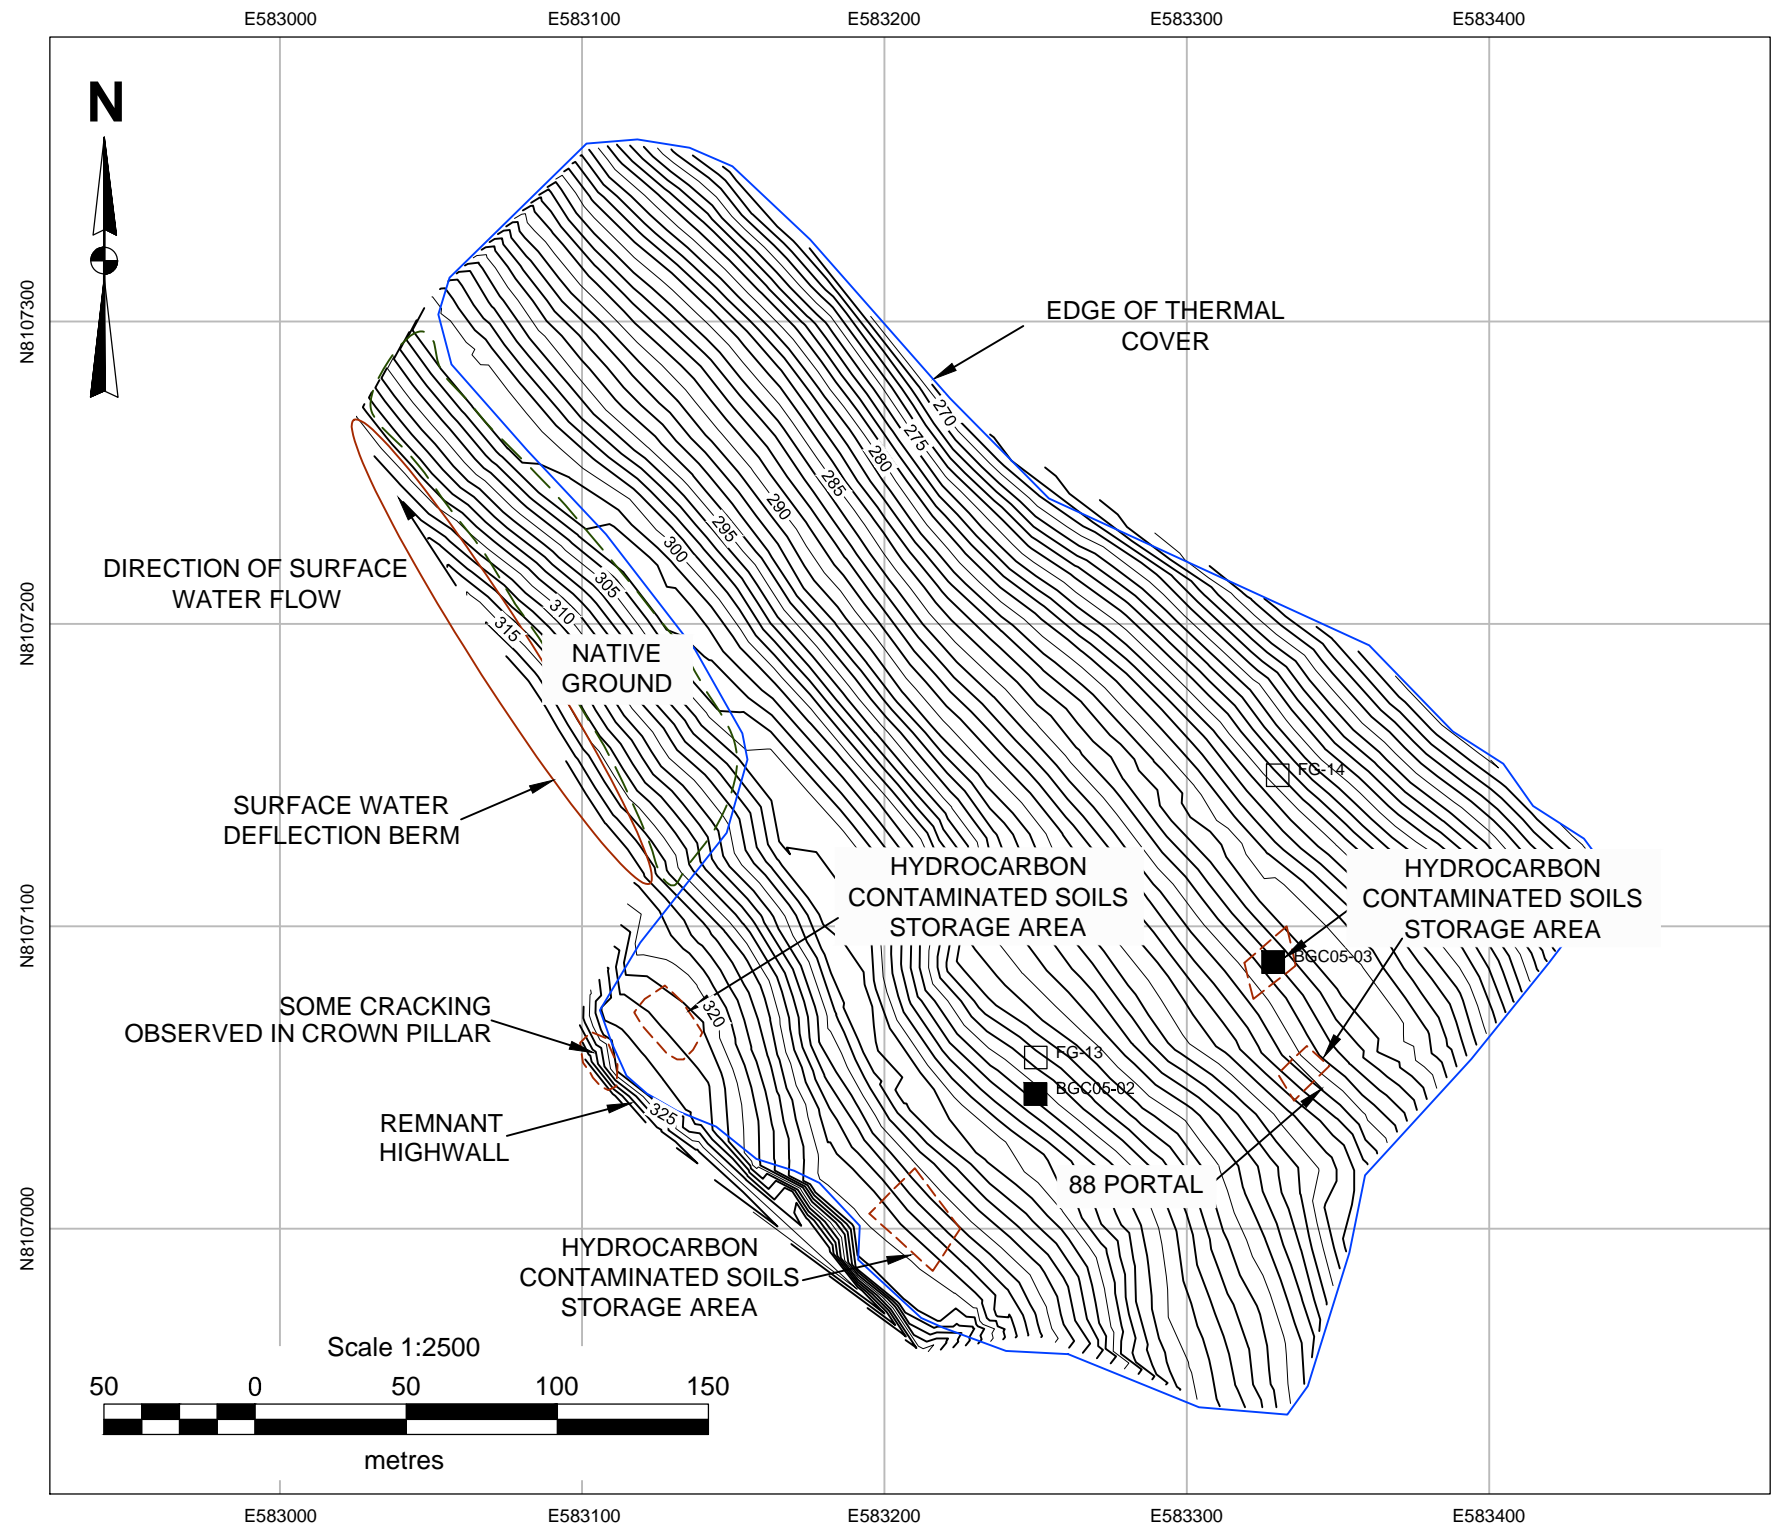 E583000
E583100
E583200
E583300
E583400
N
N8107300
N8107200
N8107100
N8107000
EDGE OF THERMAL
COVER
270
275
280
285
290
295
300
305
310
315
DIRECTION OF SURFACE
WATER FLOW
NATIVE
GROUND
SURFACE WATER
DEFLECTION BERM
FG-14
HYDROCARBON
CONTAMINATED SOILS
STORAGE AREA
HYDROCARBON
CONTAMINATED SOILS
STORAGE AREA
BGC05-03
SOME CRACKING
OBSERVED IN CROWN PILLAR
320
FG-13
BGC05-02
325
REMNANT
HIGHWALL
88 PORTAL
HYDROCARBON
CONTAMINATED SOILS
STORAGE AREA
Scale 1:2500
50 0 50 100 150
metres
E583000
E583100
E583200
E583300
E583400